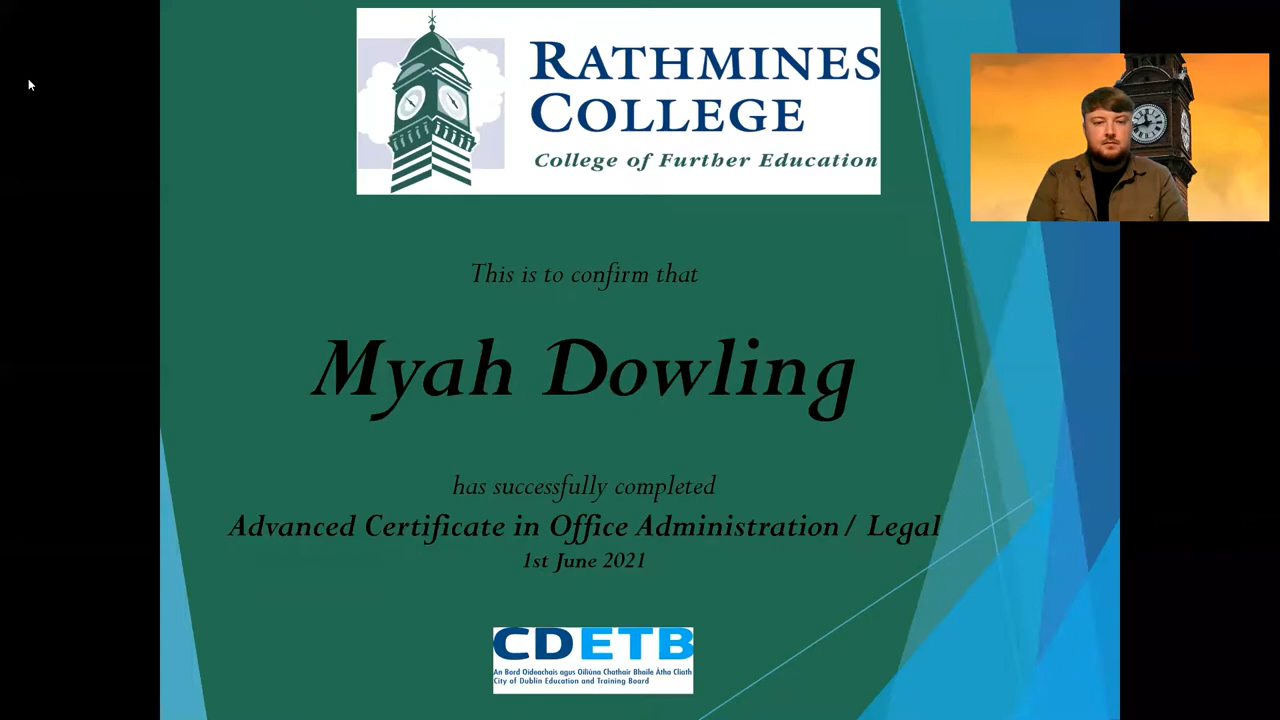 RATHMINES
COLLEGE
College of Further Education
This is to confirm that
Myah Dowling
has successfully completed
Advanced Certificate in Office Administration/ Legal
1st June 2021
CDETB
An Bord Oideachais agus Oiliúna Chathair Bhaile Átha Cliath
City of Dublin Education and Training Board